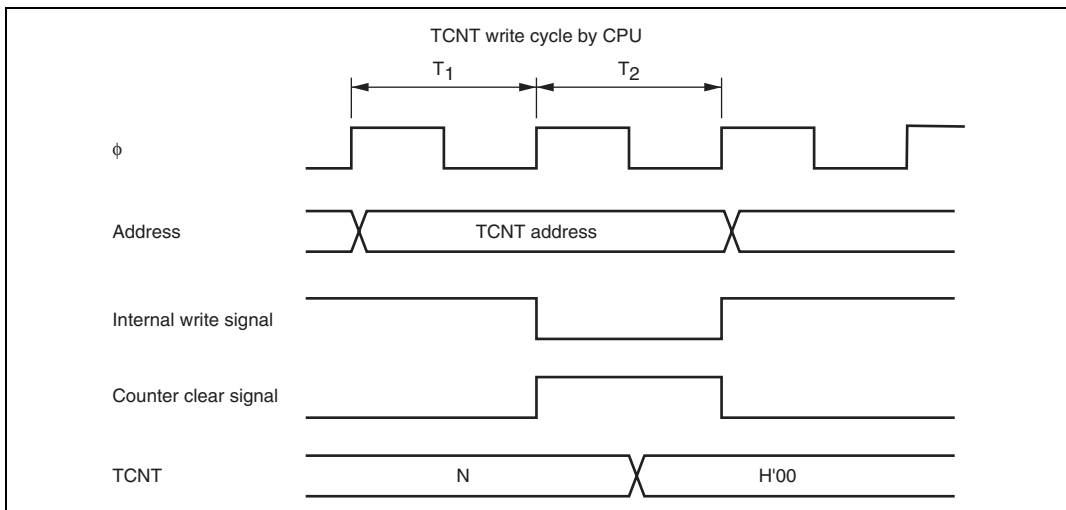 TCNT write cycle by CPU
T1 T2
ϕ
Address TCNT address
Internal write signal
Counter clear signal
TCNT N H'00